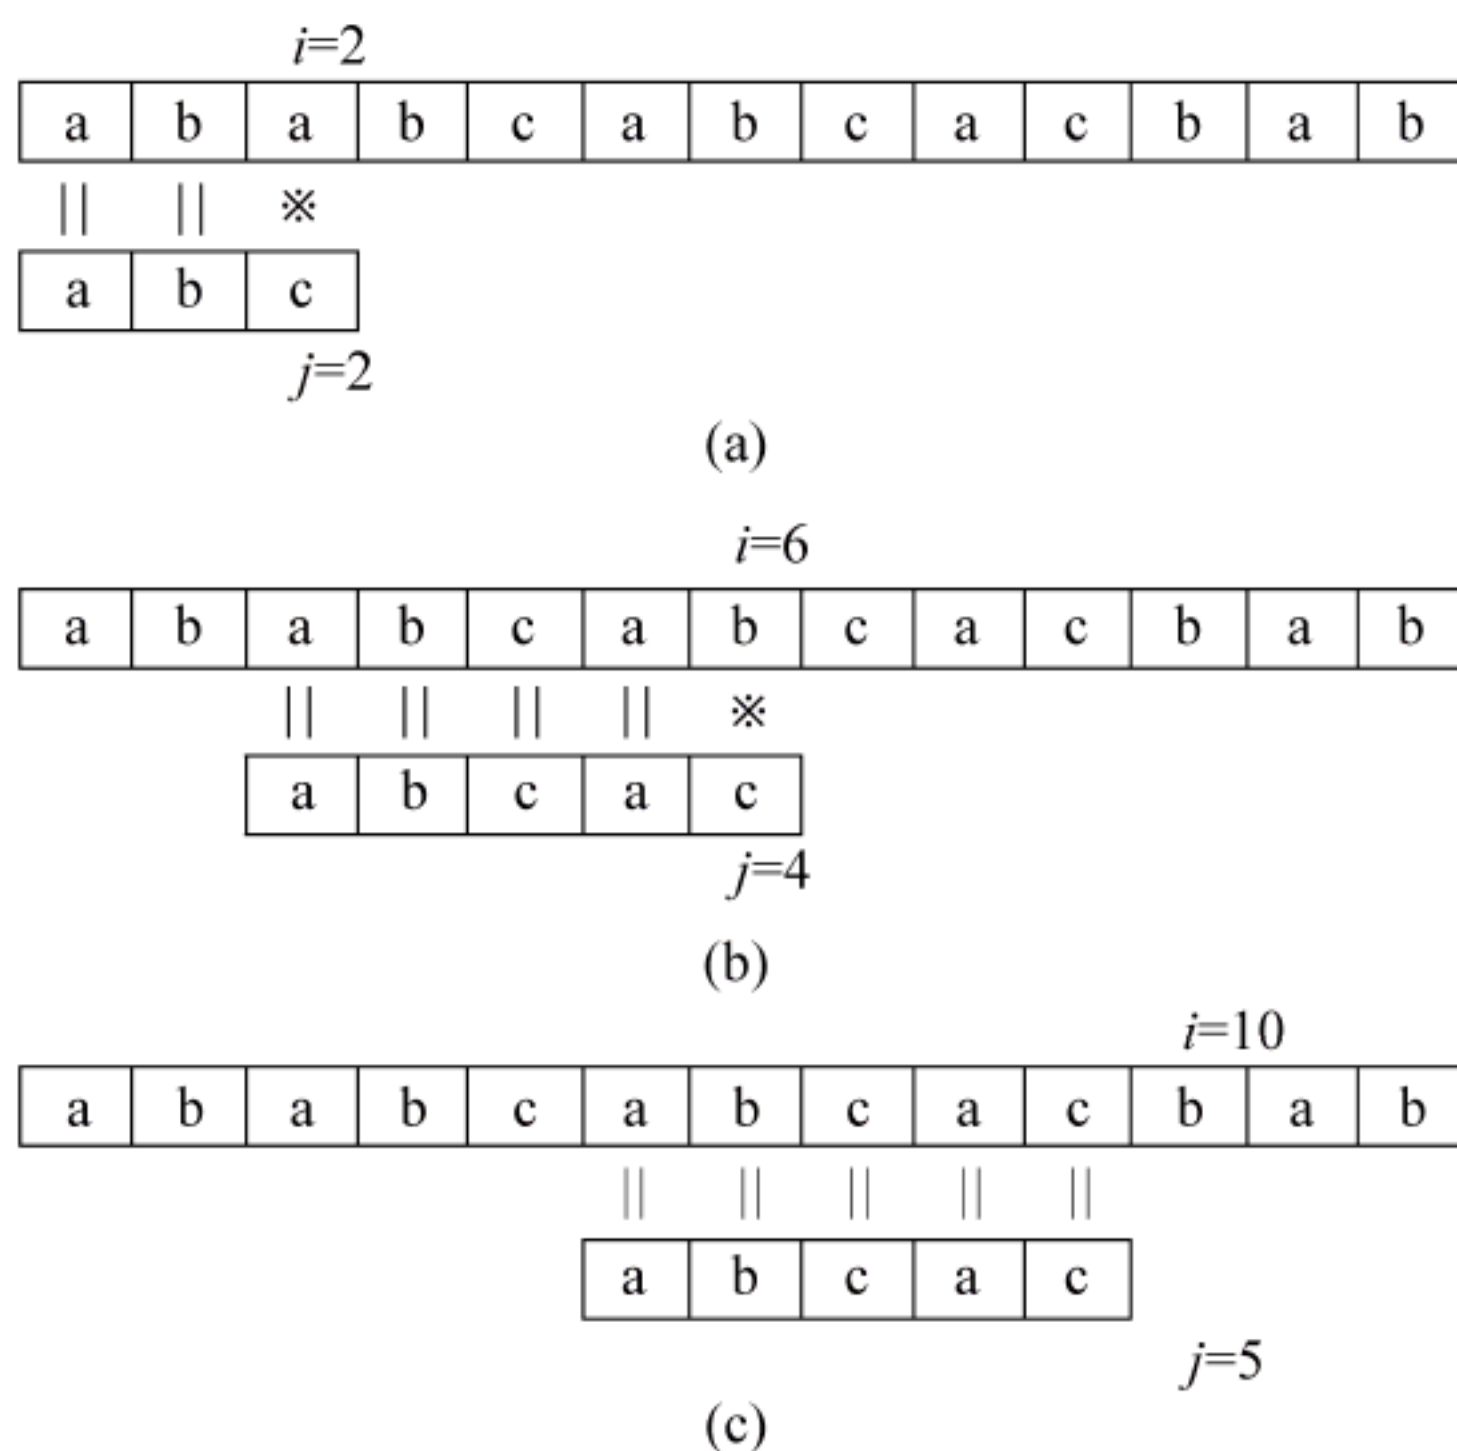 i=2
a b a b c a b c a c b a b
|| || ※
a b c
j=2
(a)
i=6
a b a b c a b c a c b a b
|| || || || ※
a b c a c
j=4
(b)
i=10
a b a b c a b c a c b a b
|| || || || ||
a b c a c
j=5
(c)